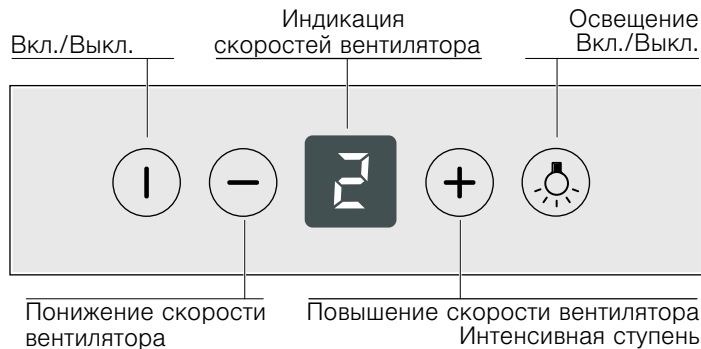 Вкл./Выкл.
Индикация
скоростей вентилятора
Освещение
Вкл./Выкл.
2
Понижение скорости
вентилятора
Повышение скорости вентилятора
Интенсивная ступень